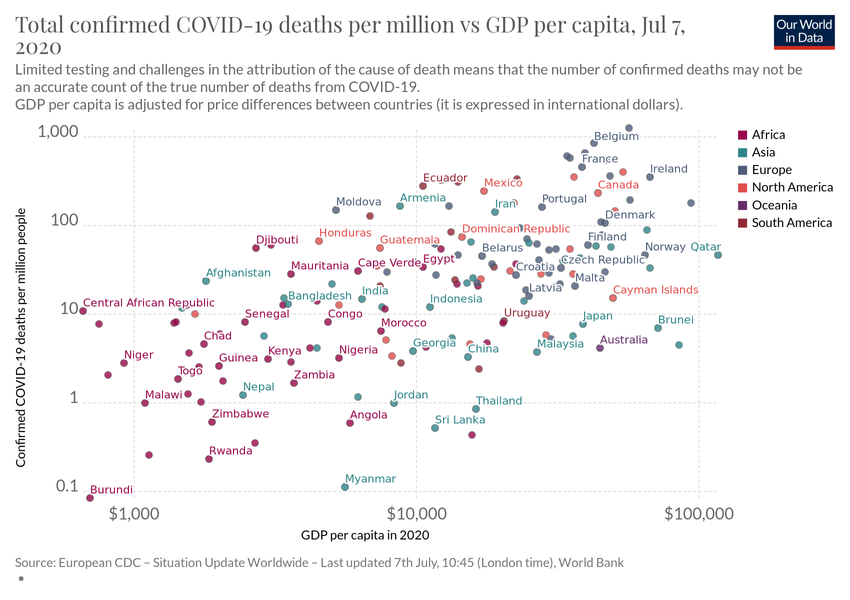 Total confirmed COVID-19 deaths per million vs GDP per capita, Jul 7,
2020
Our World
in Data
Limited testing and challenges in the attribution of the cause of death means that the number of confirmed deaths may not be
an accurate count of the true number of deaths from COVID-19.
GDP per capita is adjusted for price differences between countries (it is expressed in international dollars).
Africa
Asia
Europe
North America
Oceania
South America
Confirmed COVID-19 deaths per million people
1,000
100
10
1
0.1
Belgium
France
Ireland
Ecuador
Mexico
Canada
Moldova
Armenia
Iran
Portugal
Denmark
Djibouti
Honduras
Guatemala
Dominican Republic
Finland
Norway
Qatar
Belarus
Mauritania
Cape Verde
Egypt
Croatia
Czech Republic
Afghanistan
Malta
Bangladesh
India
Indonesia
Latvia
Cayman Islands
Central African Republic
Senegal
Congo
Morocco
Uruguay
Japan
Brunei
Chad
Georgia
China
Malaysia
Australia
Niger
Guinea
Kenya
Nigeria
Togo
Zambia
Malawi
Nepal
Jordan
Thailand
Zimbabwe
Angola
Sri Lanka
Rwanda
Myanmar
Burundi
$1,000
$10,000
$100,000
GDP per capita in 2020
Source: European CDC – Situation Update Worldwide – Last updated 7th July, 10:45 (London time), World Bank